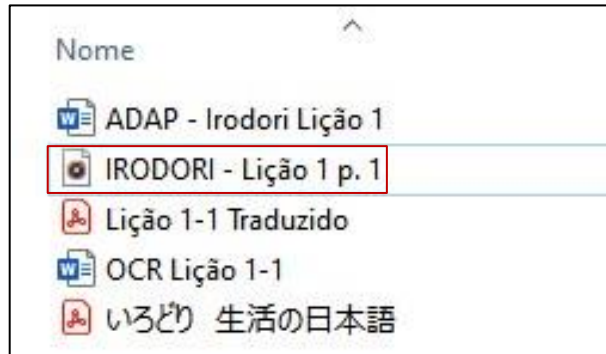 Nome
ADAP - Irodori Lição 1
IRODORI - Lição 1 p. 1
Lição 1-1 Traduzido
OCR Lição 1-1
いろどり　生活の日本語